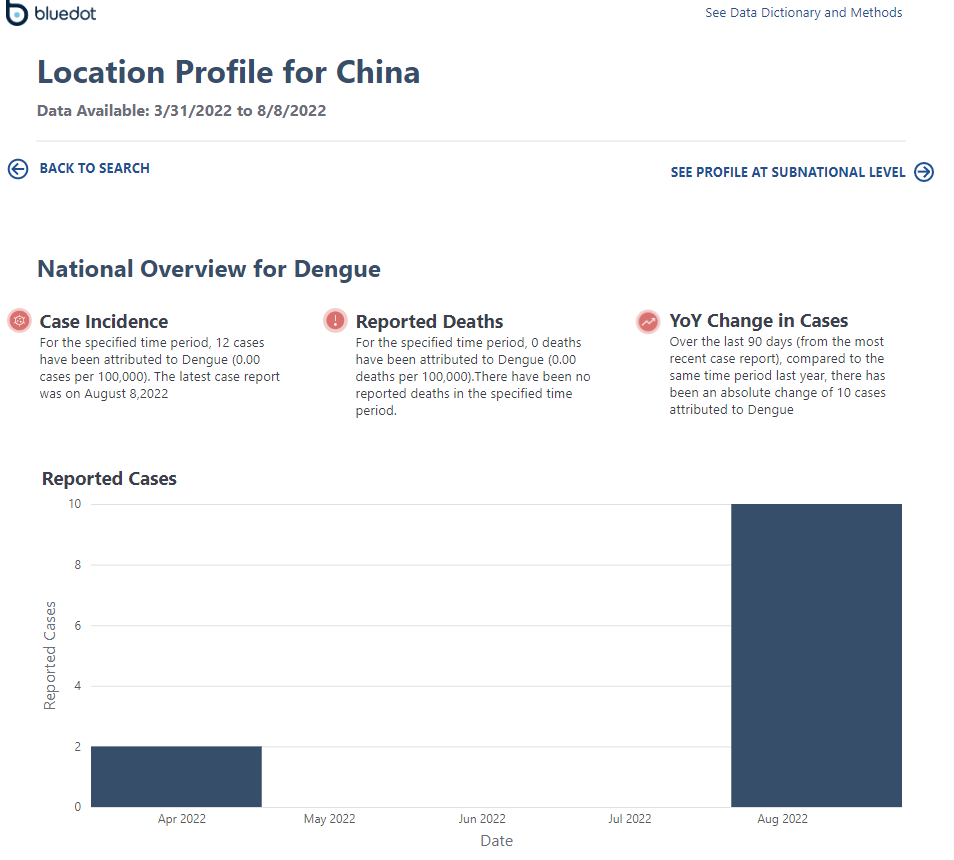 bluedot
See Data Dictionary and Methods
Location Profile for China
Data Available: 3/31/2022 to 8/8/2022
BACK TO SEARCH
SEE PROFILE AT SUBNATIONAL LEVEL
National Overview for Dengue
Case Incidence
For the specified time period, 12 cases
have been attributed to Dengue (0.00
cases per 100,000). The latest case report
was on August 8,2022
Reported Deaths
For the specified time period, 0 deaths
have been attributed to Dengue (0.00
deaths per 100,000).There have been no
reported deaths in the specified time
period.
YoY Change in Cases
Over the last 90 days (from the most
recent case report), compared to the
same time period last year, there has
been an absolute change of 10 cases
attributed to Dengue
Reported Cases
10
8
6
4
2
0
Reported Cases
Apr 2022
May 2022
Jun 2022
Jul 2022
Aug 2022
Date